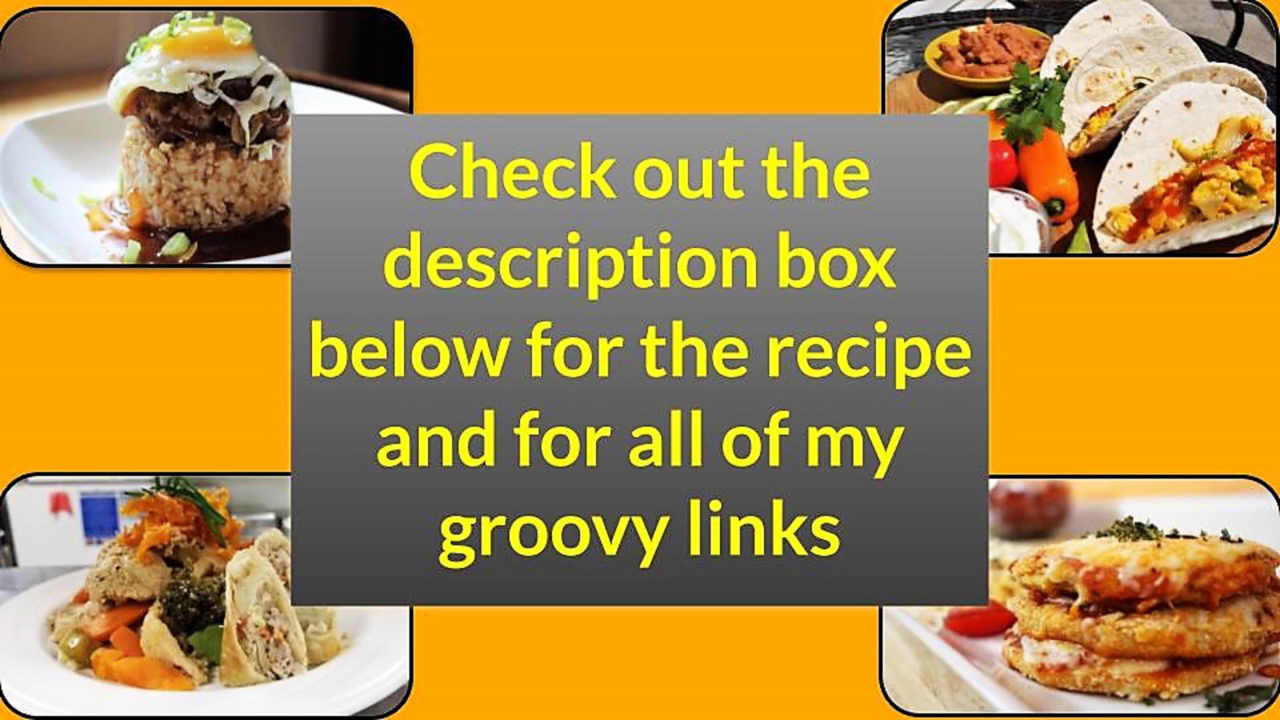 Check out the
description box
below for the recipe
and for all of my
groovy links